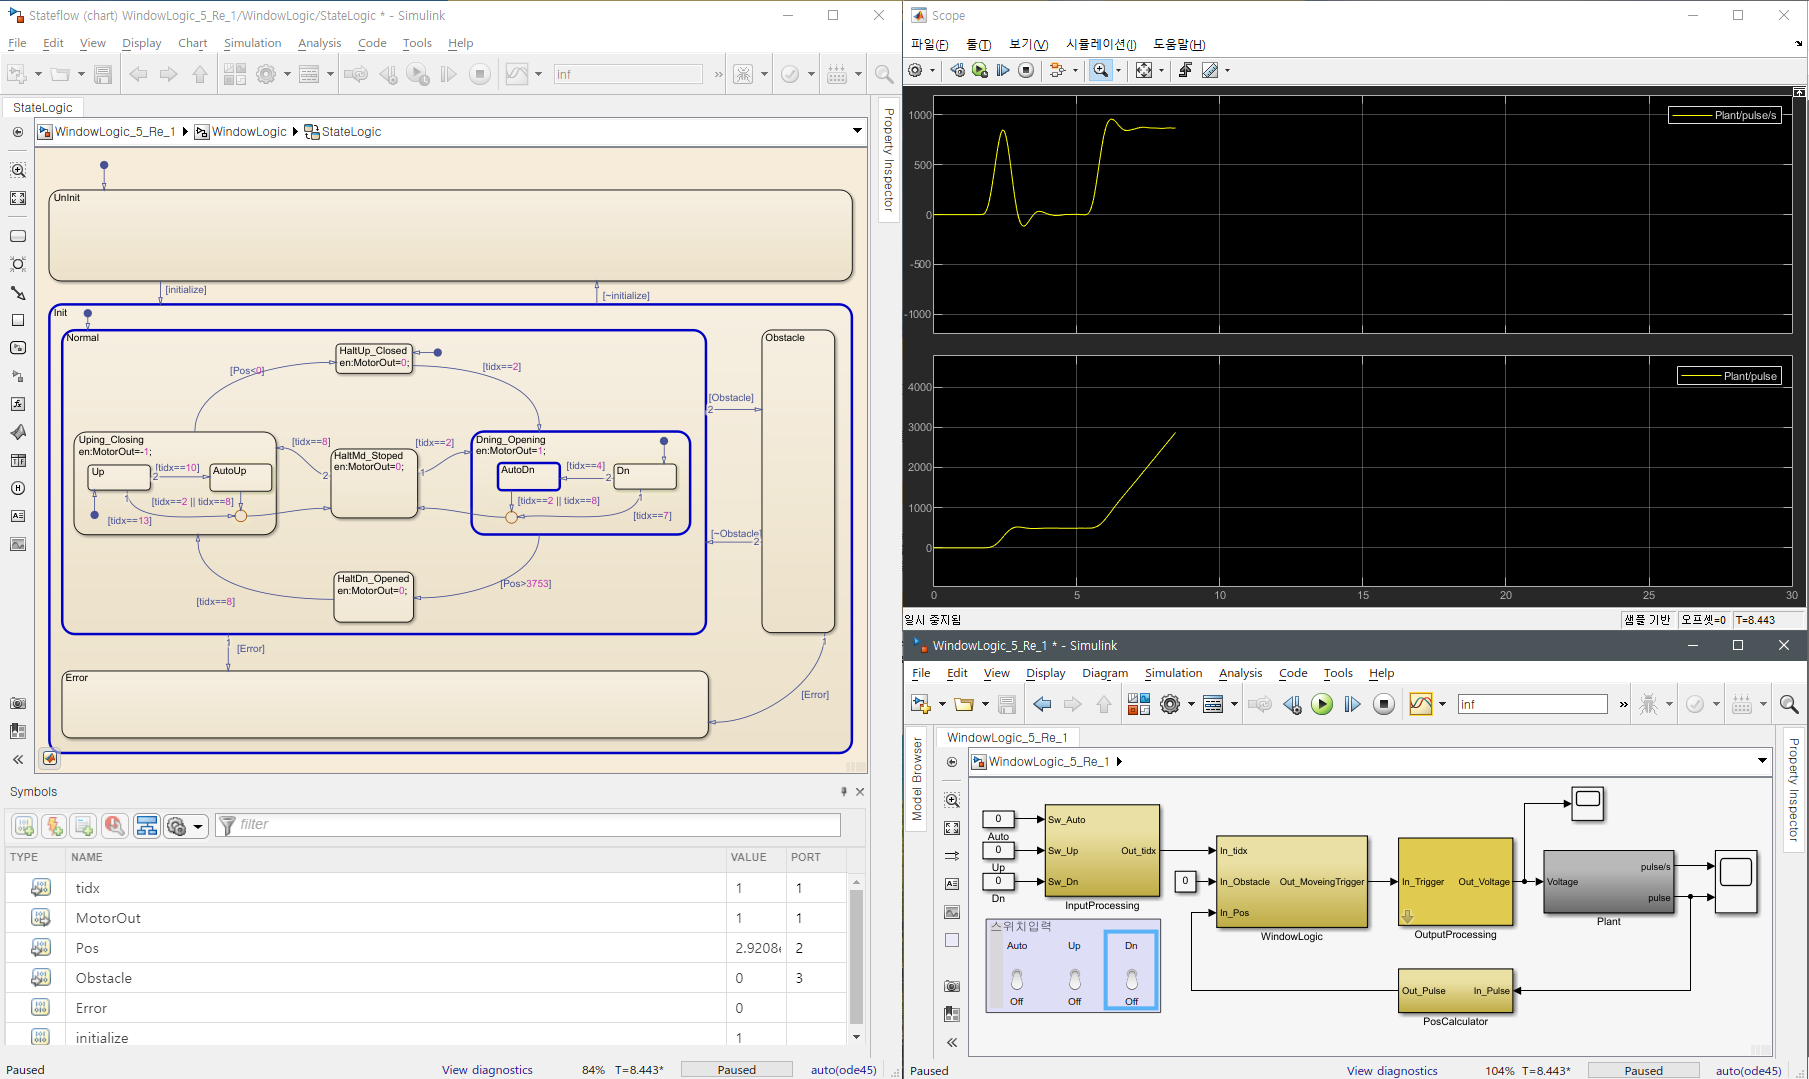 Stateflow (chart) WindowLogic_5_Re_1/WindowLogic/StateLogic * - Simulink
File Edit View Display Chart Simulation Analysis Code Tools Help
inf
StateLogic
WindowLogic_5_Re_1 WindowLogic StateLogic
Property Inspector
UnInit
[initialize]
[~initialize]
Init
Normal
HaltUp_Closed
en:MotorOut=0;
[Pos<0]
[tidx==2]
Obstacle
[Obstacle]
2
Uping_Closing
en:MotorOut=-1;
Up
2
[tidx==10]
AutoUp
1
[tidx==2 || tidx==8]
[tidx==13]
[tidx==8]
2
HaltMd_Stoped
en:MotorOut=0;
[tidx==2]
1
Dning_Opening
en:MotorOut=1;
AutoDn
[tidx==4]
2
Dn
1
[tidx==2 || tidx==8]
[tidx==7]
[~Obstacle]
2
HaltDn_Opened
en:MotorOut=0;
[tidx==8]
[Pos>3753]
1
[Error]
Error
1
[Error]
Symbols
filter
TYPE NAME VALUE PORT
tidx 1 1
MotorOut 1 1
Pos 2.9208e 2
Obstacle 0 3
Error 0
initialize 1
Paused View diagnostics 84% T=8.443* Paused auto(ode45)
Scope
파일(F) 툴(T) 보기(V) 시뮬레이션(I) 도움말(H)
Plant/pulse/s
1000
500
0
-500
-1000
Plant/pulse
4000
3000
2000
1000
0
0 5 10 15 20 25 30
일시 중지됨 샘플 기반 오프셋=0 T=8.443
WindowLogic_5_Re_1 * - Simulink
File Edit View Display Diagram Simulation Analysis Code Tools Help
inf
Model Browser
WindowLogic_5_Re_1
WindowLogic_5_Re_1
Property Inspector
0
Auto
0
Up
0
Dn
Sw_Auto
Sw_Up
Sw_Dn
Out_tidx
InputProcessing
0
In_tidx
In_Obstacle
In_Pos
Out_MoveingTrigger
WindowLogic
In_Trigger
Out_Voltage
OutputProcessing
Voltage
pulse/s
pulse
Plant
Out_Pulse
In_Pulse
PosCalculator
스위치입력
Auto Up Dn
Off Off Off
Paused View diagnostics 104% T=8.443* Paused auto(ode45)